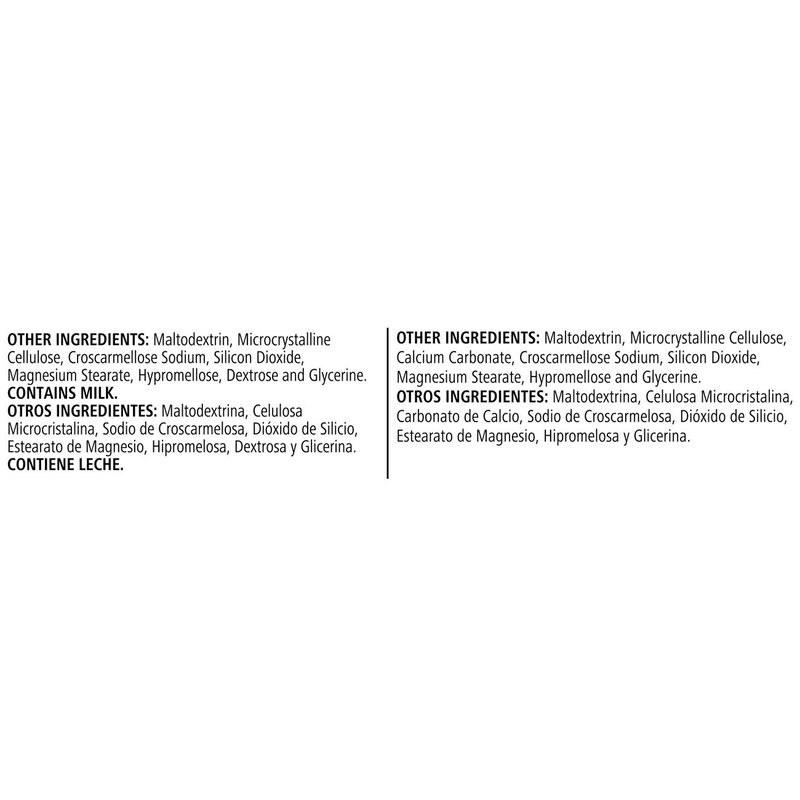 OTHER INGREDIENTS: Maltodextrin, Microcrystalline
Cellulose, Croscarmellose Sodium, Silicon Dioxide,
Magnesium Stearate, Hypromellose, Dextrose and Glycerine.
CONTAINS MILK.
OTROS INGREDIENTES: Maltodextrina, Celulosa
Microcristalina, Sodio de Croscarmelosa, Dióxido de Silicio,
Estearato de Magnesio, Hipromelosa, Dextrosa y Glicerina.
CONTIENE LECHE.
OTHER INGREDIENTS: Maltodextrin, Microcrystalline Cellulose,
Calcium Carbonate, Croscarmellose Sodium, Silicon Dioxide,
Magnesium Stearate, Hypromellose and Glycerine.
OTROS INGREDIENTES: Maltodextrina, Celulosa Microcristalina,
Carbonato de Calcio, Sodio de Croscarmelosa, Dióxido de Silicio,
Estearato de Magnesio, Hipromelosa y Glicerina.